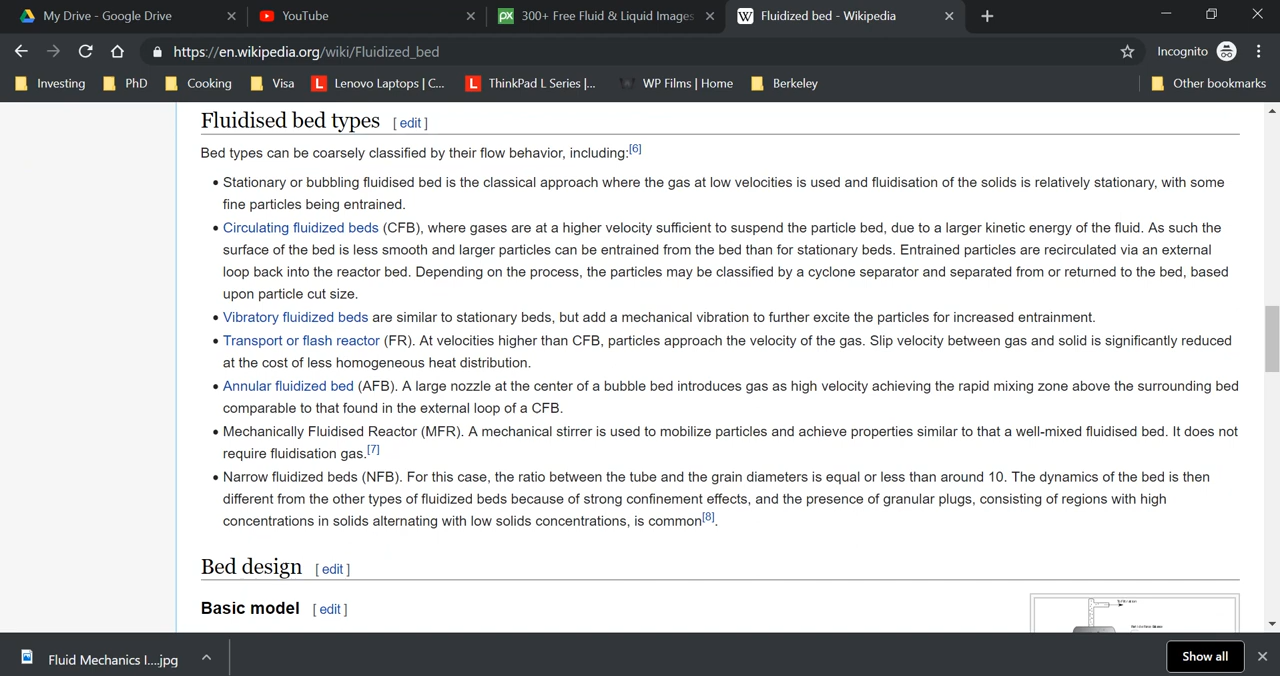 My Drive - Google Drive
YouTube
300+ Free Fluid & Liquid Images
Fluidized bed - Wikipedia
https://en.wikipedia.org/wiki/Fluidized_bed
Incognito
Investing
PhD
Cooking
Visa
Lenovo Laptops | C...
ThinkPad L Series |...
WP Films | Home
Berkeley
Other bookmarks
Fluidised bed types [ edit ]
Bed types can be coarsely classified by their flow behavior, including:[6]
• Stationary or bubbling fluidised bed is the classical approach where the gas at low velocities is used and fluidisation of the solids is relatively stationary, with some
fine particles being entrained.
• Circulating fluidized beds (CFB), where gases are at a higher velocity sufficient to suspend the particle bed, due to a larger kinetic energy of the fluid. As such the
surface of the bed is less smooth and larger particles can be entrained from the bed than for stationary beds. Entrained particles are recirculated via an external
loop back into the reactor bed. Depending on the process, the particles may be classified by a cyclone separator and separated from or returned to the bed, based
upon particle cut size.
• Vibratory fluidized beds are similar to stationary beds, but add a mechanical vibration to further excite the particles for increased entrainment.
• Transport or flash reactor (FR). At velocities higher than CFB, particles approach the velocity of the gas. Slip velocity between gas and solid is significantly reduced
at the cost of less homogeneous heat distribution.
• Annular fluidized bed (AFB). A large nozzle at the center of a bubble bed introduces gas as high velocity achieving the rapid mixing zone above the surrounding bed
comparable to that found in the external loop of a CFB.
• Mechanically Fluidised Reactor (MFR). A mechanical stirrer is used to mobilize particles and achieve properties similar to that a well-mixed fluidised bed. It does not
require fluidisation gas.[7]
• Narrow fluidized beds (NFB). For this case, the ratio between the tube and the grain diameters is equal or less than around 10. The dynamics of the bed is then
different from the other types of fluidized beds because of strong confinement effects, and the presence of granular plugs, consisting of regions with high
concentrations in solids alternating with low solids concentrations, is common[8].
Bed design [ edit ]
Basic model [ edit ]
Fluid Mechanics I....jpg
Show all